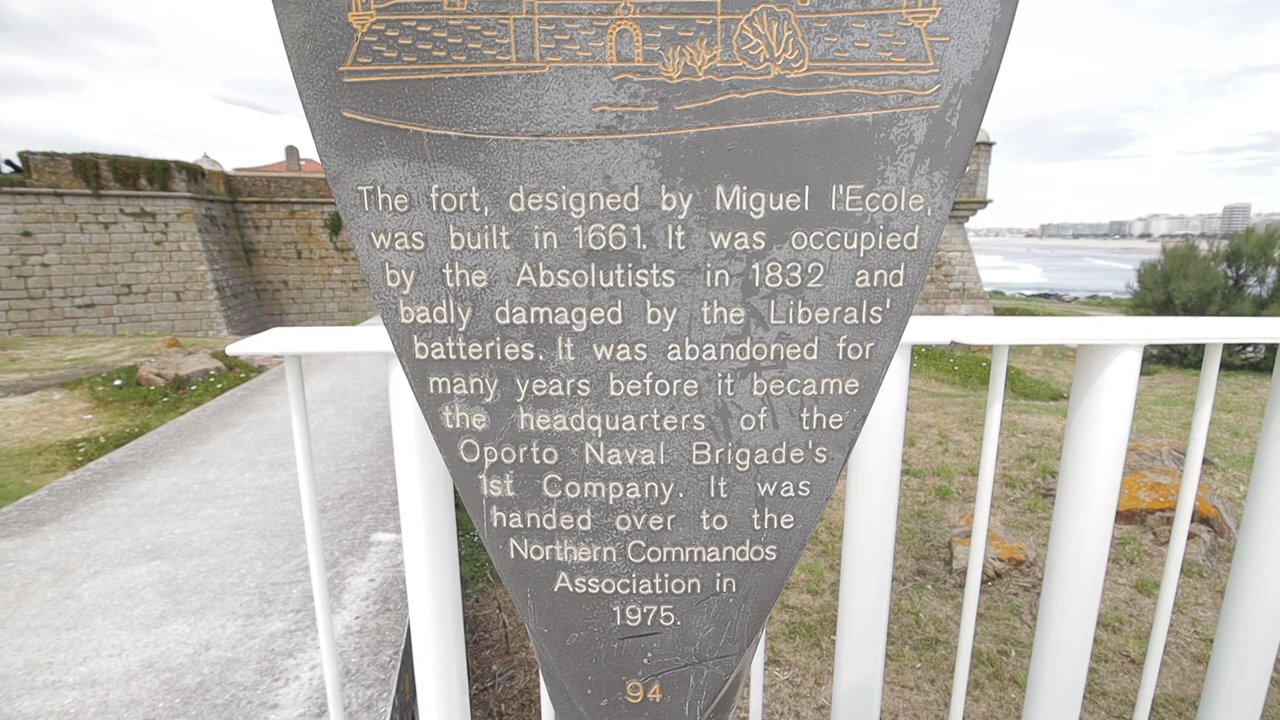 The fort, designed by Miguel l'Ecole,
was built in 1661. It was occupied
by the Absolutists in 1832 and
badly damaged by the Liberals'
batteries. It was abandoned for
many years before it became
the headquarters of the
Oporto Naval Brigade's
1st Company. It was
handed over to the
Northern Commandos
Association in
1975.
94